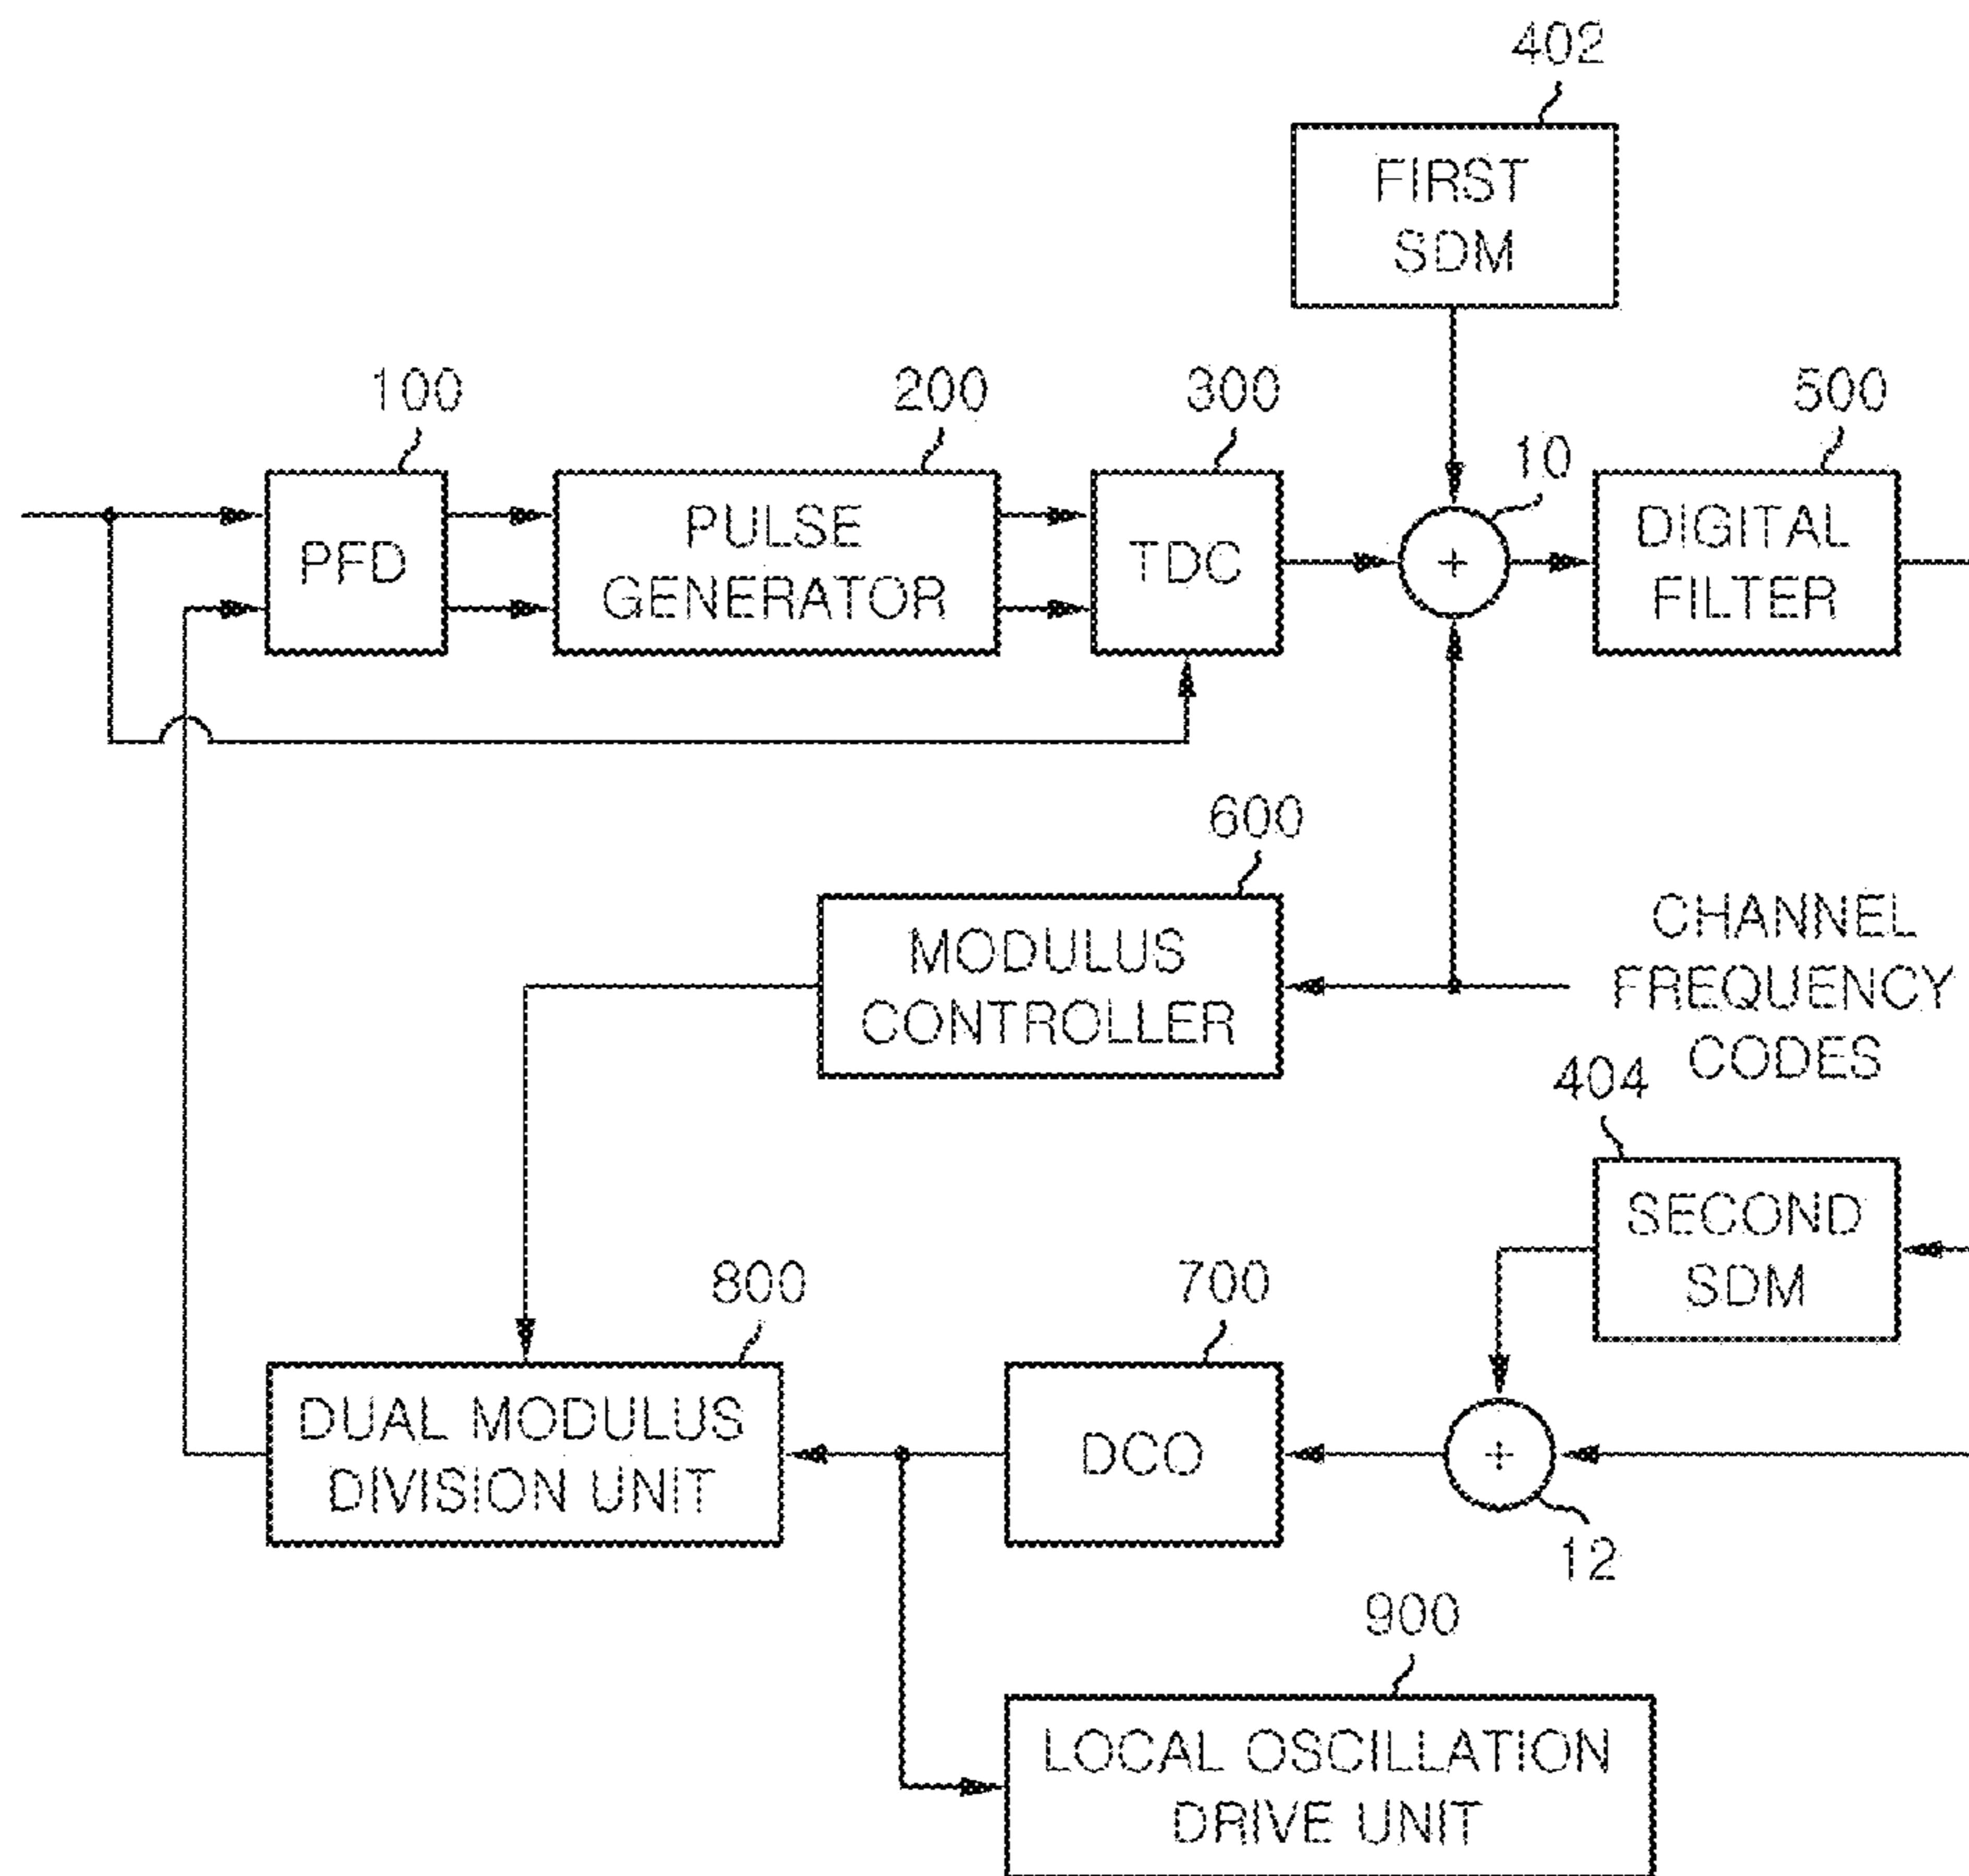 402
FIRST
SDM
100
200
300
10
500
PFD
PULSE
GENERATOR
TDC
+
DIGITAL
FILTER
600
MODULUS
CONTROLLER
CHANNEL
FREQUENCY
CODES
404
SECOND
SDM
800
700
DUAL MODULUS
DIVISION UNIT
DCO
+
12
900
LOCAL OSCILLATION
DRIVE UNIT